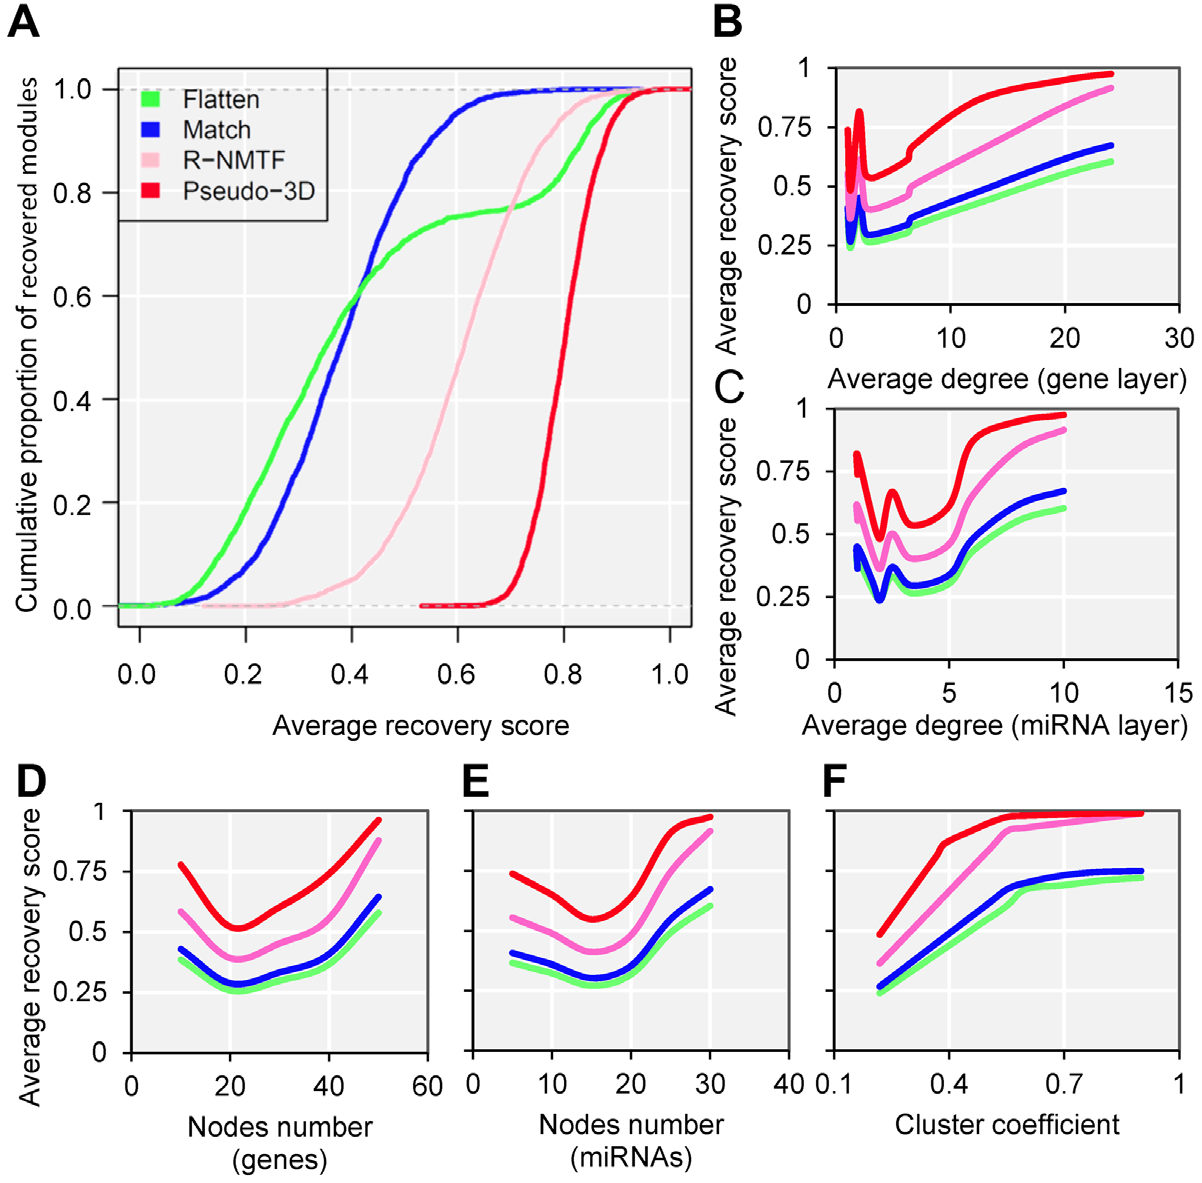 A
Cumulative proportion of recovered modules
1.0
0.8
0.6
0.4
0.2
0.0
Flatten
Match
R−NMTF
Pseudo−3D
0.0 0.2 0.4 0.6 0.8 1.0
Average recovery score
B
Average recovery score
1
0.75
0.5
0.25
0
0 10 20 30
Average degree (gene layer)
C
Average recovery score
1
0.75
0.5
0.25
0
0 5 10 15
Average degree (miRNA layer)
D
Average recovery score
1
0.75
0.5
0.25
0
0 20 40 60
Nodes number
(genes)
E
0 10 20 30 40
Nodes number
(miRNAs)
F
0.1 0.4 0.7 1
Cluster coefficient